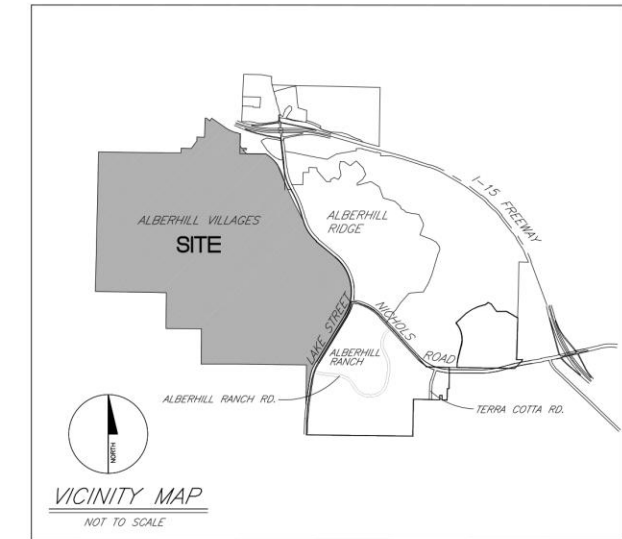 I-15 FREEWAY
ALBERHILL VILLAGES
SITE
ALBERHILL
RIDGE
LAKE STREET
NICHOLS
ROAD
ALBERHILL
RANCH
ALBERHILL RANCH RD.
TERRA COTTA RD.
NORTH
VICINITY MAP
NOT TO SCALE